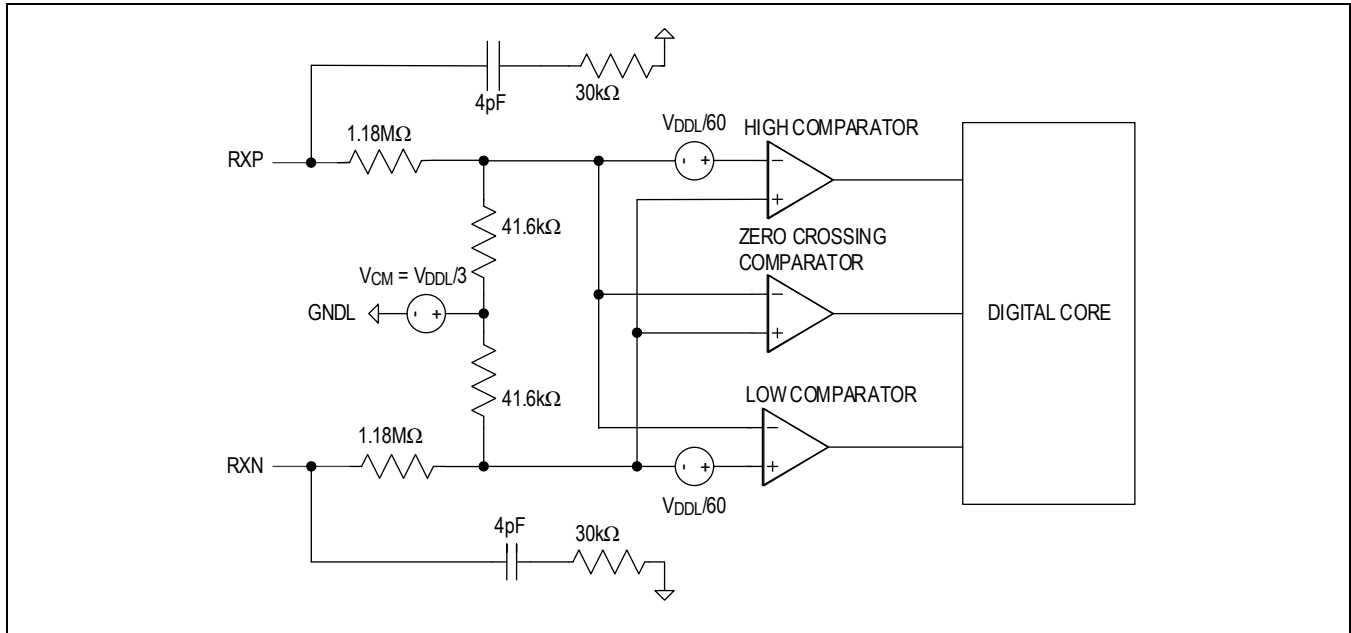 4pF
30kΩ
1.18MΩ
VDDL/60
HIGH COMPARATOR
RXP
-
+
-
+
41.6kΩ
ZERO CROSSING
COMPARATOR
VCM = VDDL/3
-
+
GNDL
-
+
DIGITAL CORE
41.6kΩ
LOW COMPARATOR
1.18MΩ
-
RXN
-
+
+
VDDL/60
4pF
30kΩ